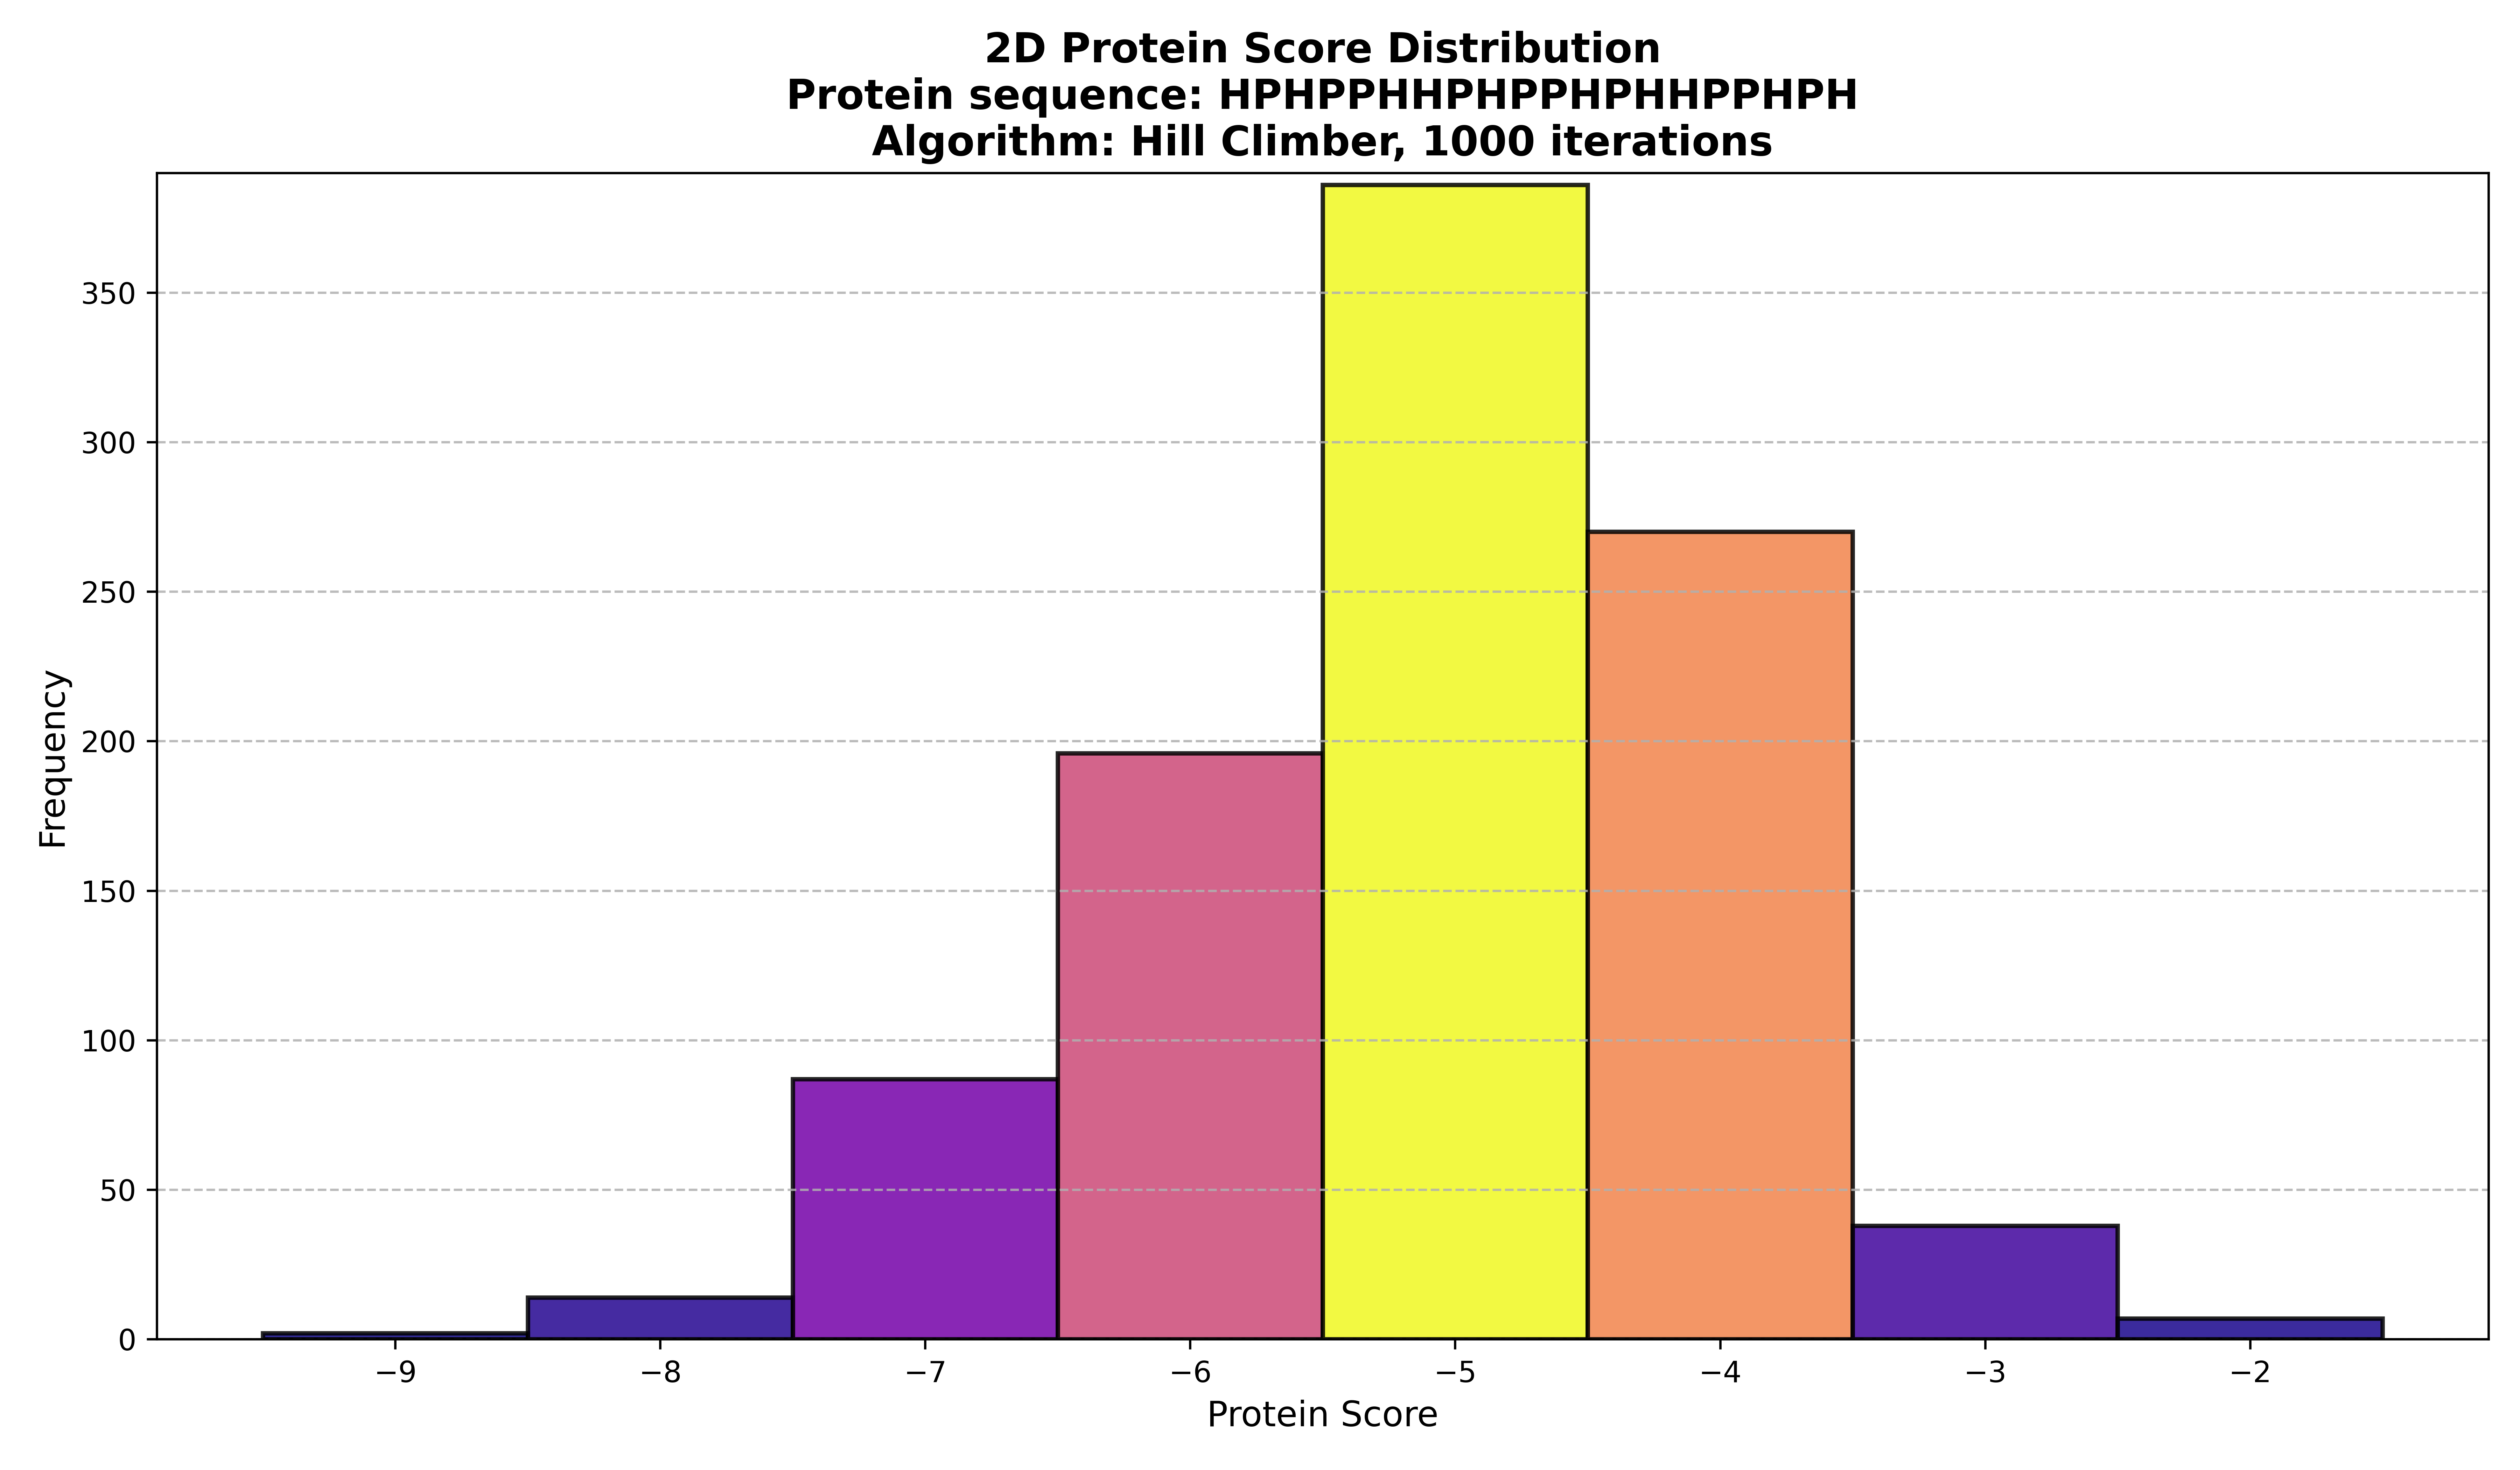 2D Protein Score Distribution
Protein sequence: HPHPPHHPHPPHPHHPPHPH
Algorithm: Hill Climber, 1000 iterations
350
300
250
200
150
100
50
0
Frequency
−9 −8 −7 −6 −5 −4 −3 −2
Protein Score